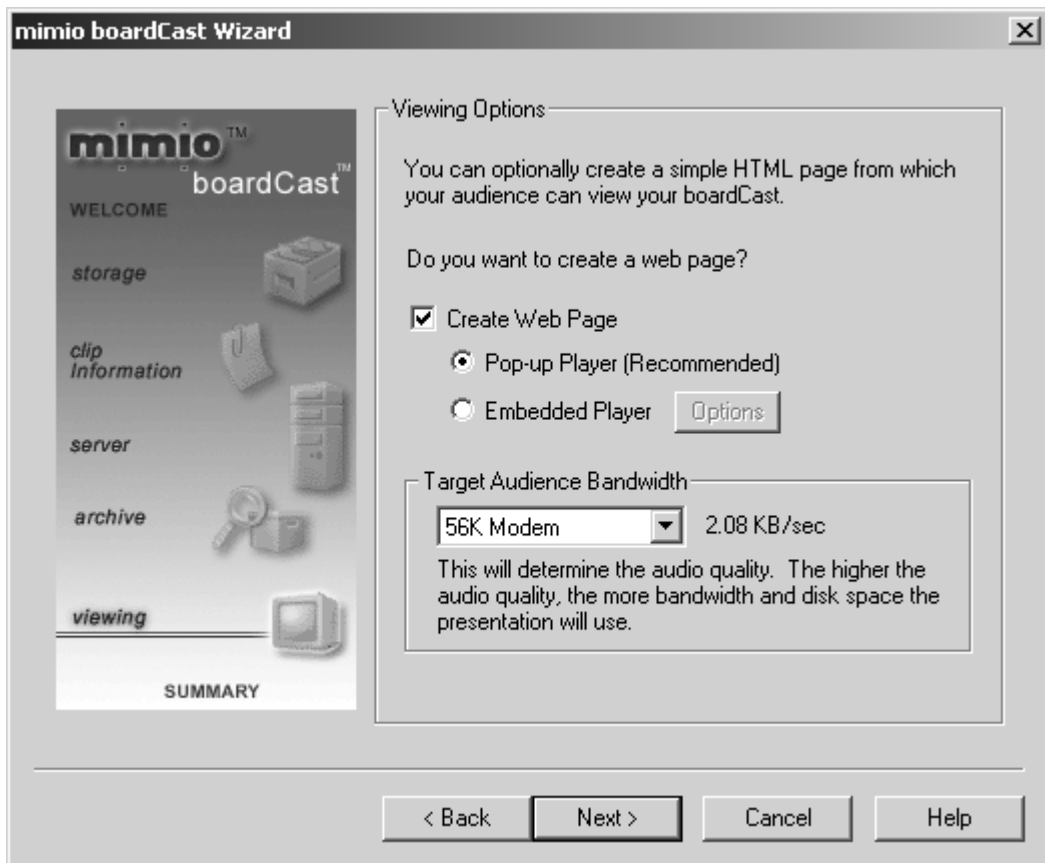 mimio boardCast Wizard
mimio™
boardCast™
WELCOME
storage
clip
Information
server
archive
viewing
SUMMARY
Viewing Options
You can optionally create a simple HTML page from which
your audience can view your boardCast.
Do you want to create a web page?
Create Web Page
Pop-up Player (Recommended)
Embedded Player Options
Target Audience Bandwidth
56K Modem 2.08 KB/sec
This will determine the audio quality. The higher the
audio quality, the more bandwidth and disk space the
presentation will use.
< Back Next > Cancel Help